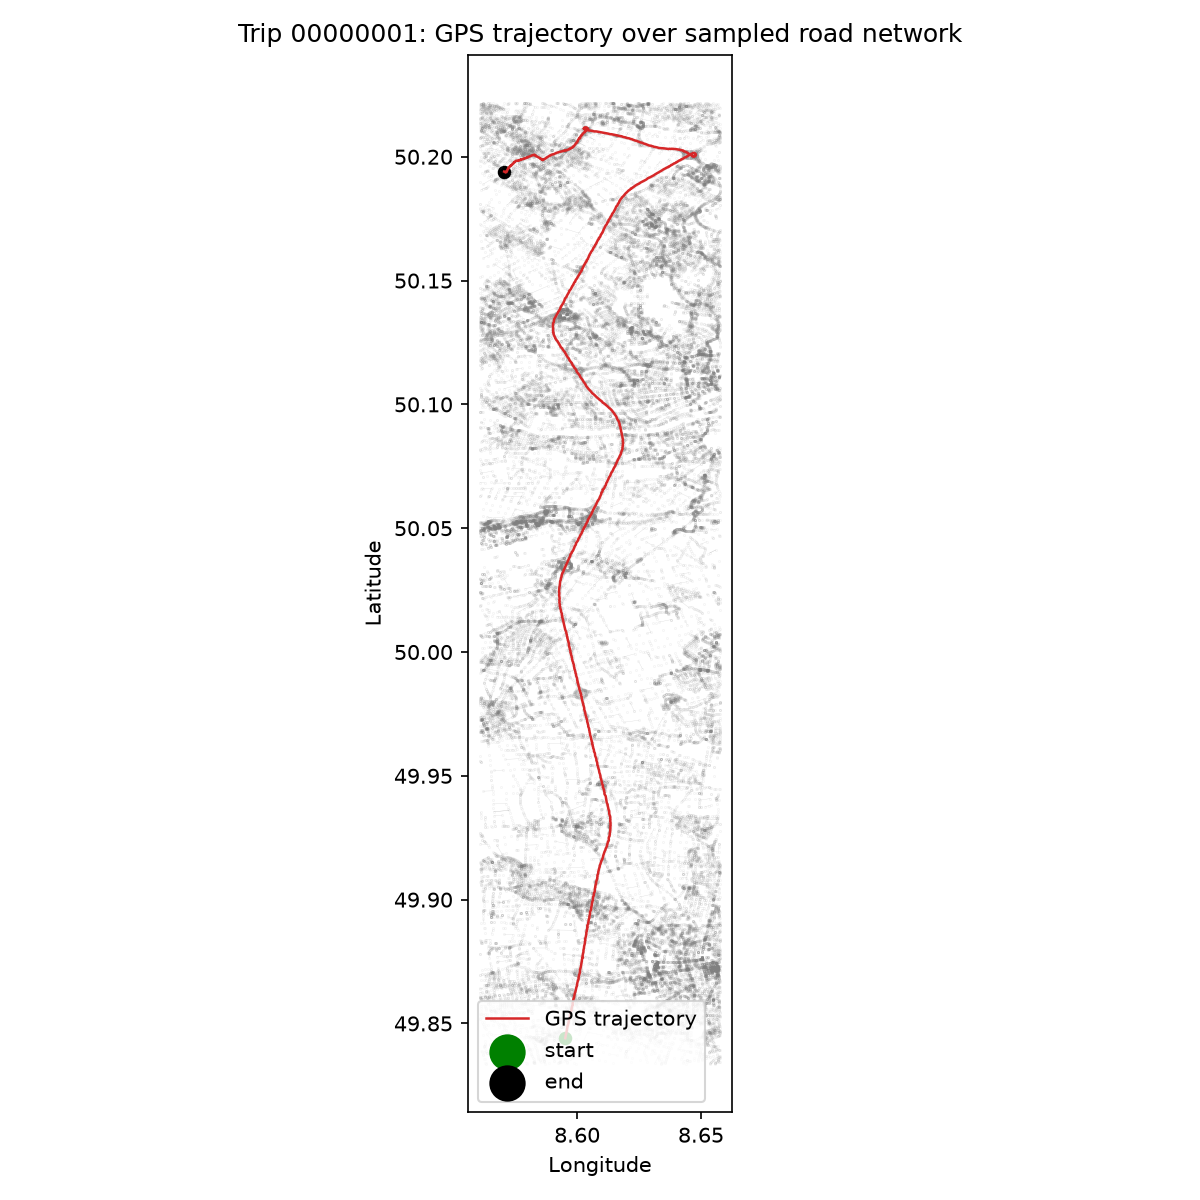 Trip 00000001: GPS trajectory over sampled road network
50.20
50.15
50.10
50.05
50.00
49.95
49.90
49.85
Latitude
GPS trajectory
start
end
8.60 8.65
Longitude